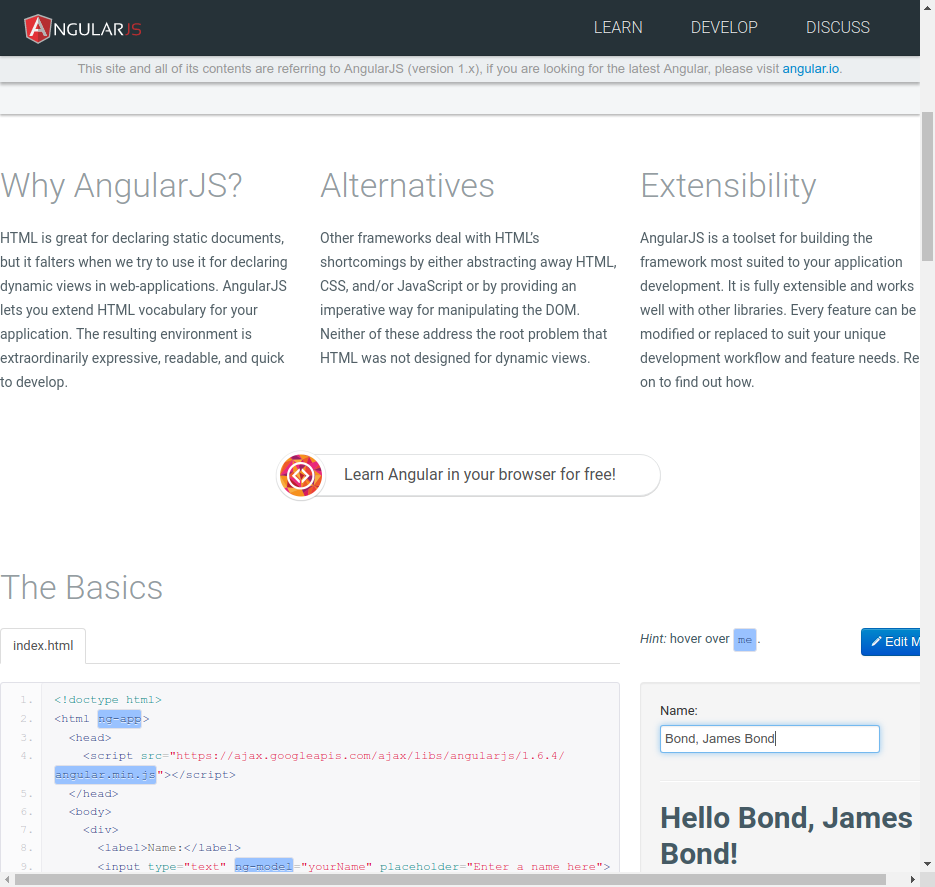 ANGULARJS LEARN DEVELOP DISCUSS
This site and all of its contents are referring to AngularJS (version 1.x), if you are looking for the latest Angular, please visit angular.io.
Why AngularJS?
HTML is great for declaring static documents,
but it falters when we try to use it for declaring
dynamic views in web-applications. AngularJS
lets you extend HTML vocabulary for your
application. The resulting environment is
extraordinarily expressive, readable, and quick
to develop.
Alternatives
Other frameworks deal with HTML’s
shortcomings by either abstracting away HTML,
CSS, and/or JavaScript or by providing an
imperative way for manipulating the DOM.
Neither of these address the root problem that
HTML was not designed for dynamic views.
Extensibility
AngularJS is a toolset for building the
framework most suited to your application
development. It is fully extensible and works
well with other libraries. Every feature can be
modified or replaced to suit your unique
development workflow and feature needs. Re
on to find out how.
Learn Angular in your browser for free!
The Basics
index.html
1. <!doctype html>
2. <html ng-app>
3. <head>
4. <script src="https://ajax.googleapis.com/ajax/libs/angularjs/1.6.4/
angular.min.js"></script>
5. </head>
6. <body>
7. <div>
8. <label>Name:</label>
9. <input type="text" ng-model="yourName" placeholder="Enter a name here">
Hint: hover over me .
Edit M
Name:
Bond, James Bond
Hello Bond, James
Bond!